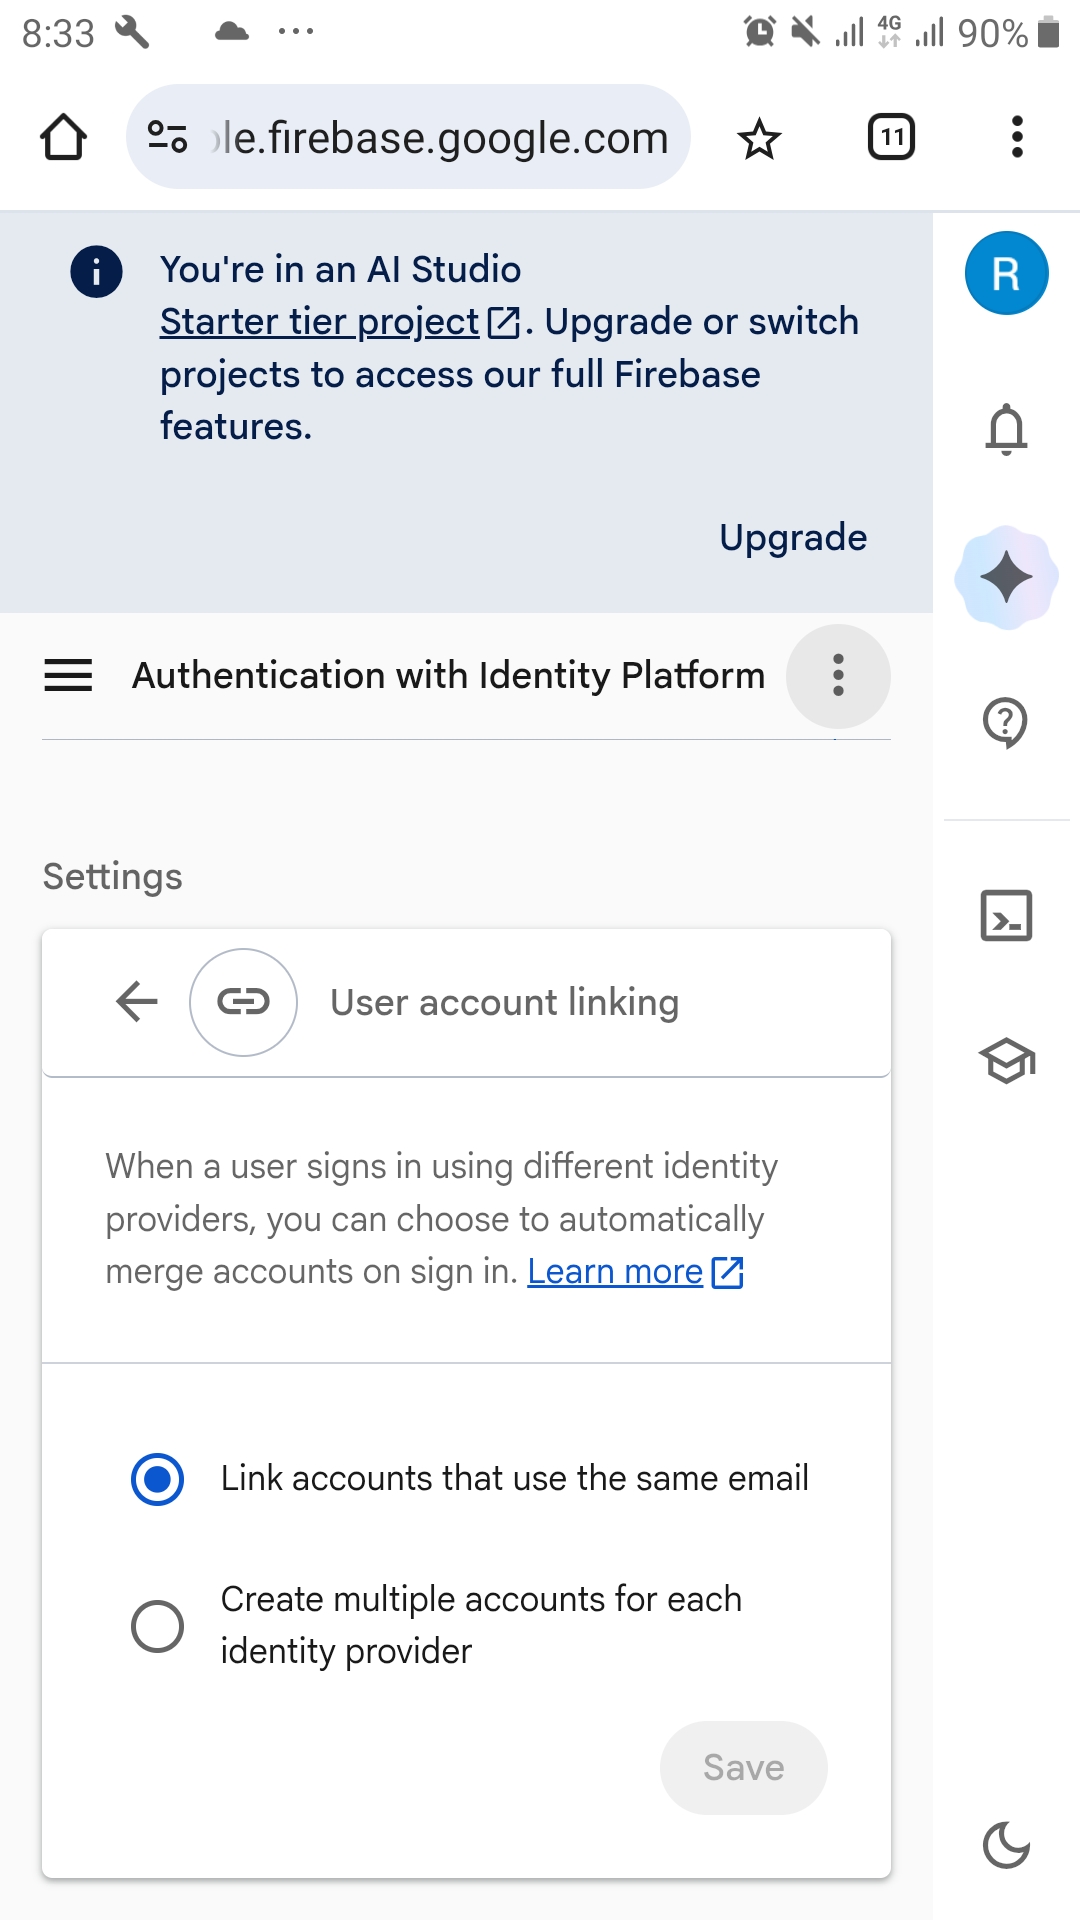 8:33
4G
90%
le.firebase.google.com
11
You're in an AI Studio
Starter tier project. Upgrade or switch
projects to access our full Firebase
features.
R
Upgrade
Authentication with Identity Platform
Settings
User account linking
When a user signs in using different identity
providers, you can choose to automatically
merge accounts on sign in. Learn more
Link accounts that use the same email
Create multiple accounts for each
identity provider
Save